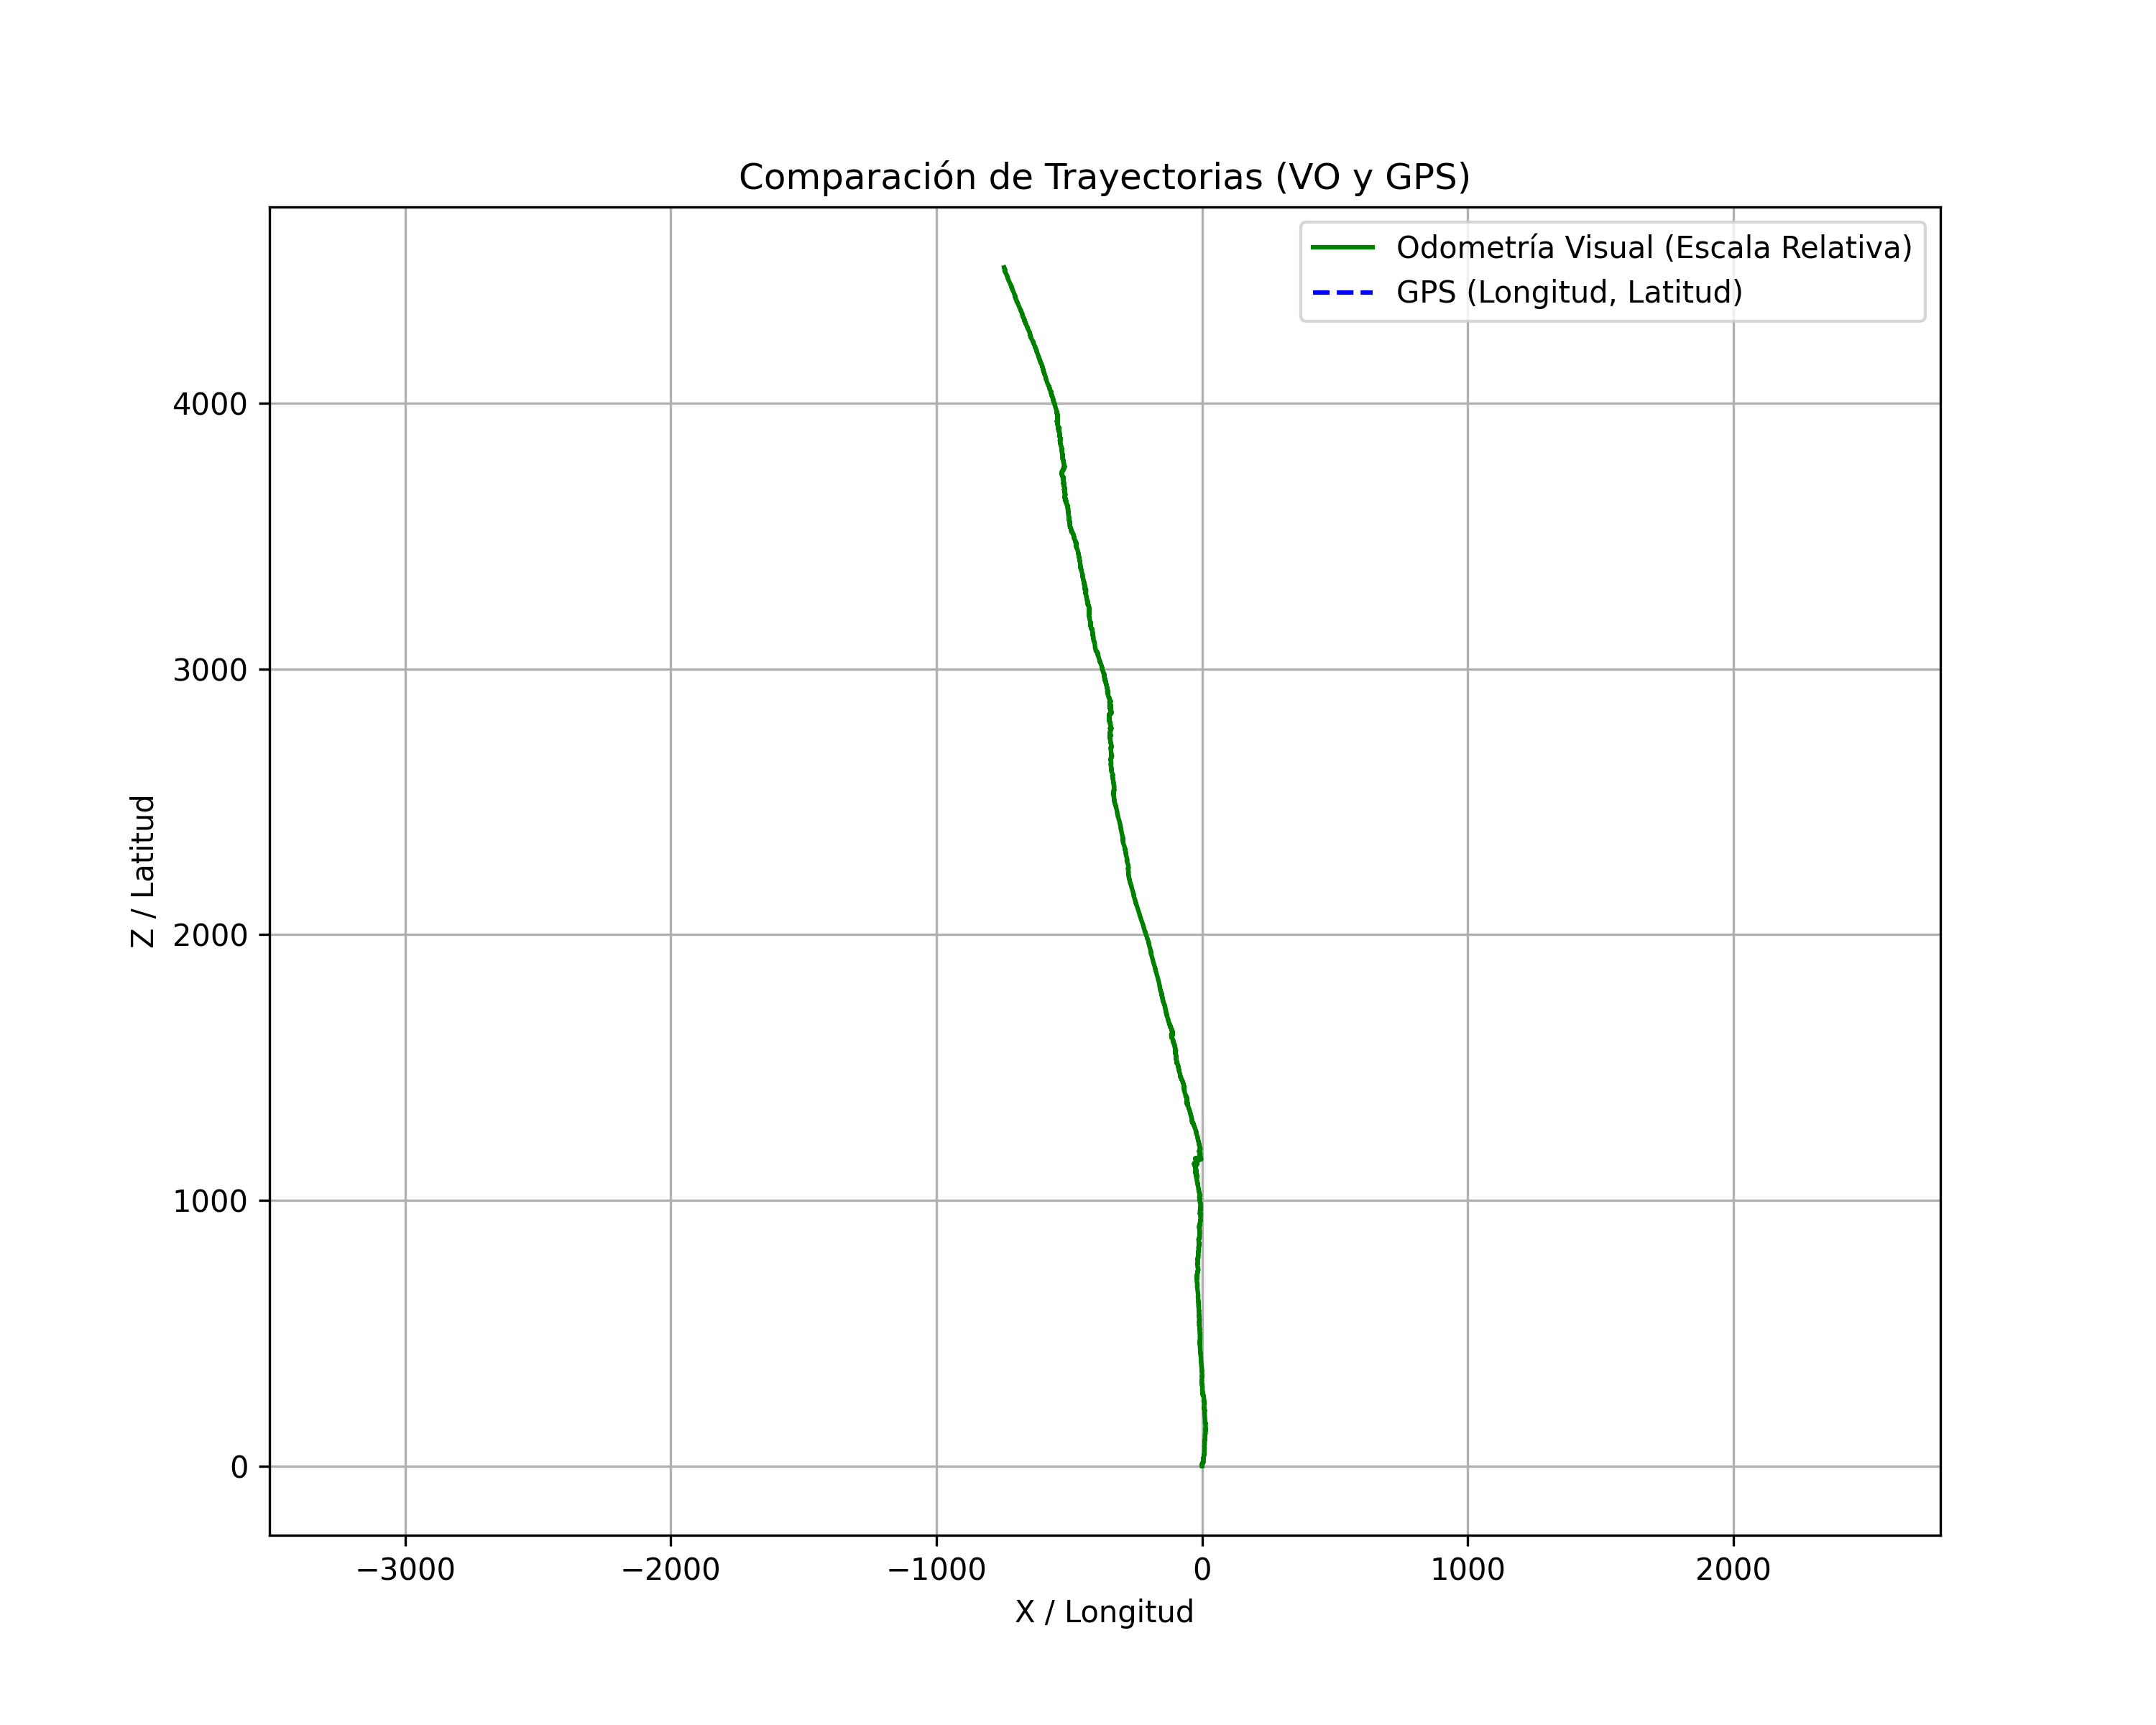 Comparación de Trayectorias (VO y GPS)
Odometría Visual (Escala Relativa)
GPS (Longitud, Latitud)
4000
3000
2000
1000
0
Z / Latitud
−3000 −2000 −1000 0 1000 2000
X / Longitud